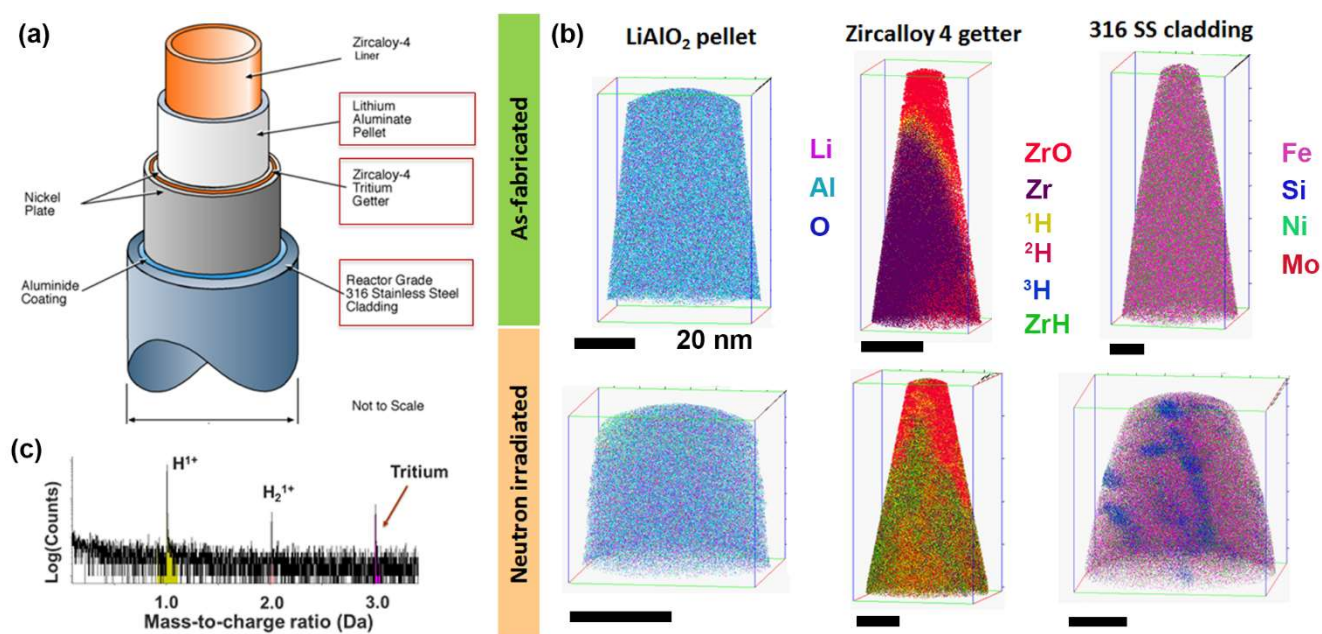 (a)
Zircaloy-4
Liner
Lithium
Aluminate
Pellet
Zircaloy-4
Tritium
Getter
Nickel
Plate
Aluminide
Coating
Reactor Grade
316 Stainless Steel
Cladding
Not to Scale
(b)
LiAlO₂ pellet
Zircalloy 4 getter
316 SS cladding
As-fabricated
Li
Al
O
ZrO
Zr
¹H
²H
³H
ZrH
Fe
Si
Ni
Mo
20 nm
Neutron irradiated
(c)
H¹⁺
H₂¹⁺
Tritium
Log(Counts)
1.0 2.0 3.0
Mass-to-charge ratio (Da)